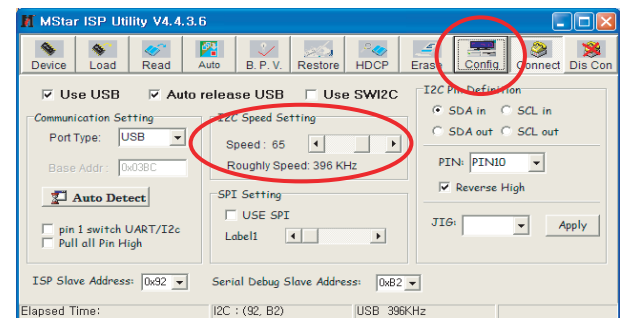 MStar ISP Utility V4.4.3.6
Device Load Read Auto B. P. V. Restore HDCP Erase Config Connect Dis Con
Use USB Auto release USB Use SWI2C
Communication Setting
Port Type: USB
Base Addr: 0x03BC
Auto Detect
pin 1 switch UART/I2c
Pull all Pin High
I2C Speed Setting
Speed : 65
Roughly Speed: 396 KHz
SPI Setting
USE SPI
Label1
I2C Pin Definition
SDA in SCL in
SDA out SCL out
PIN: PIN10
Reverse High
JIG: Apply
ISP Slave Address: 0x92 Serial Debug Slave Address: 0xB2
Elapsed Time: I2C : (92, B2) USB 396KHz